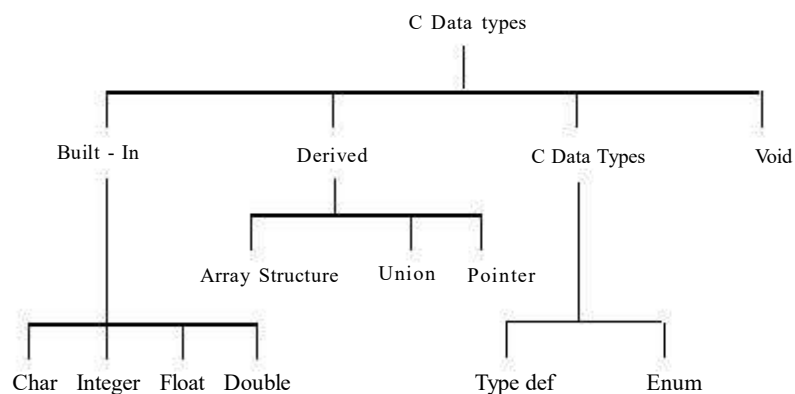 C Data types
Built - In Derived C Data Types Void
Array Structure Union Pointer
Char Integer Float Double Type def Enum